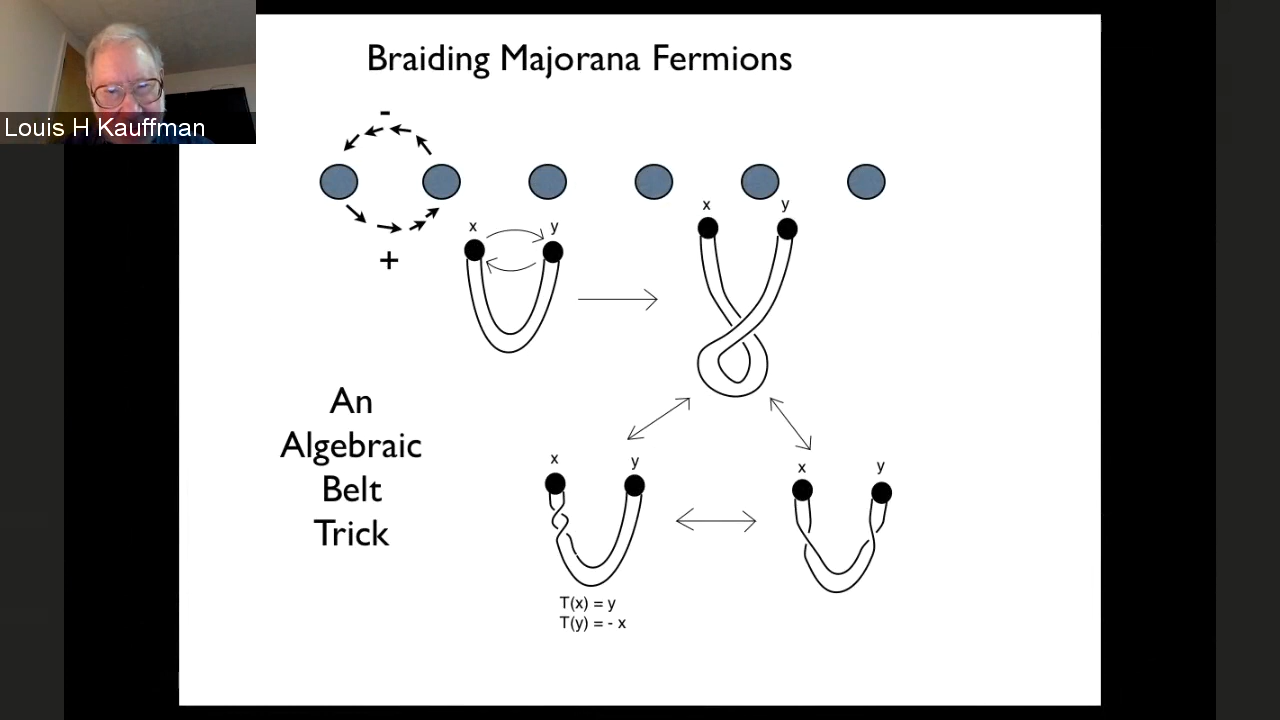 Braiding Majorana Fermions
Louis H Kauffman
-
+
x y
x y
An
Algebraic
Belt
Trick
x y
x y
T(x) = y
T(y) = - x